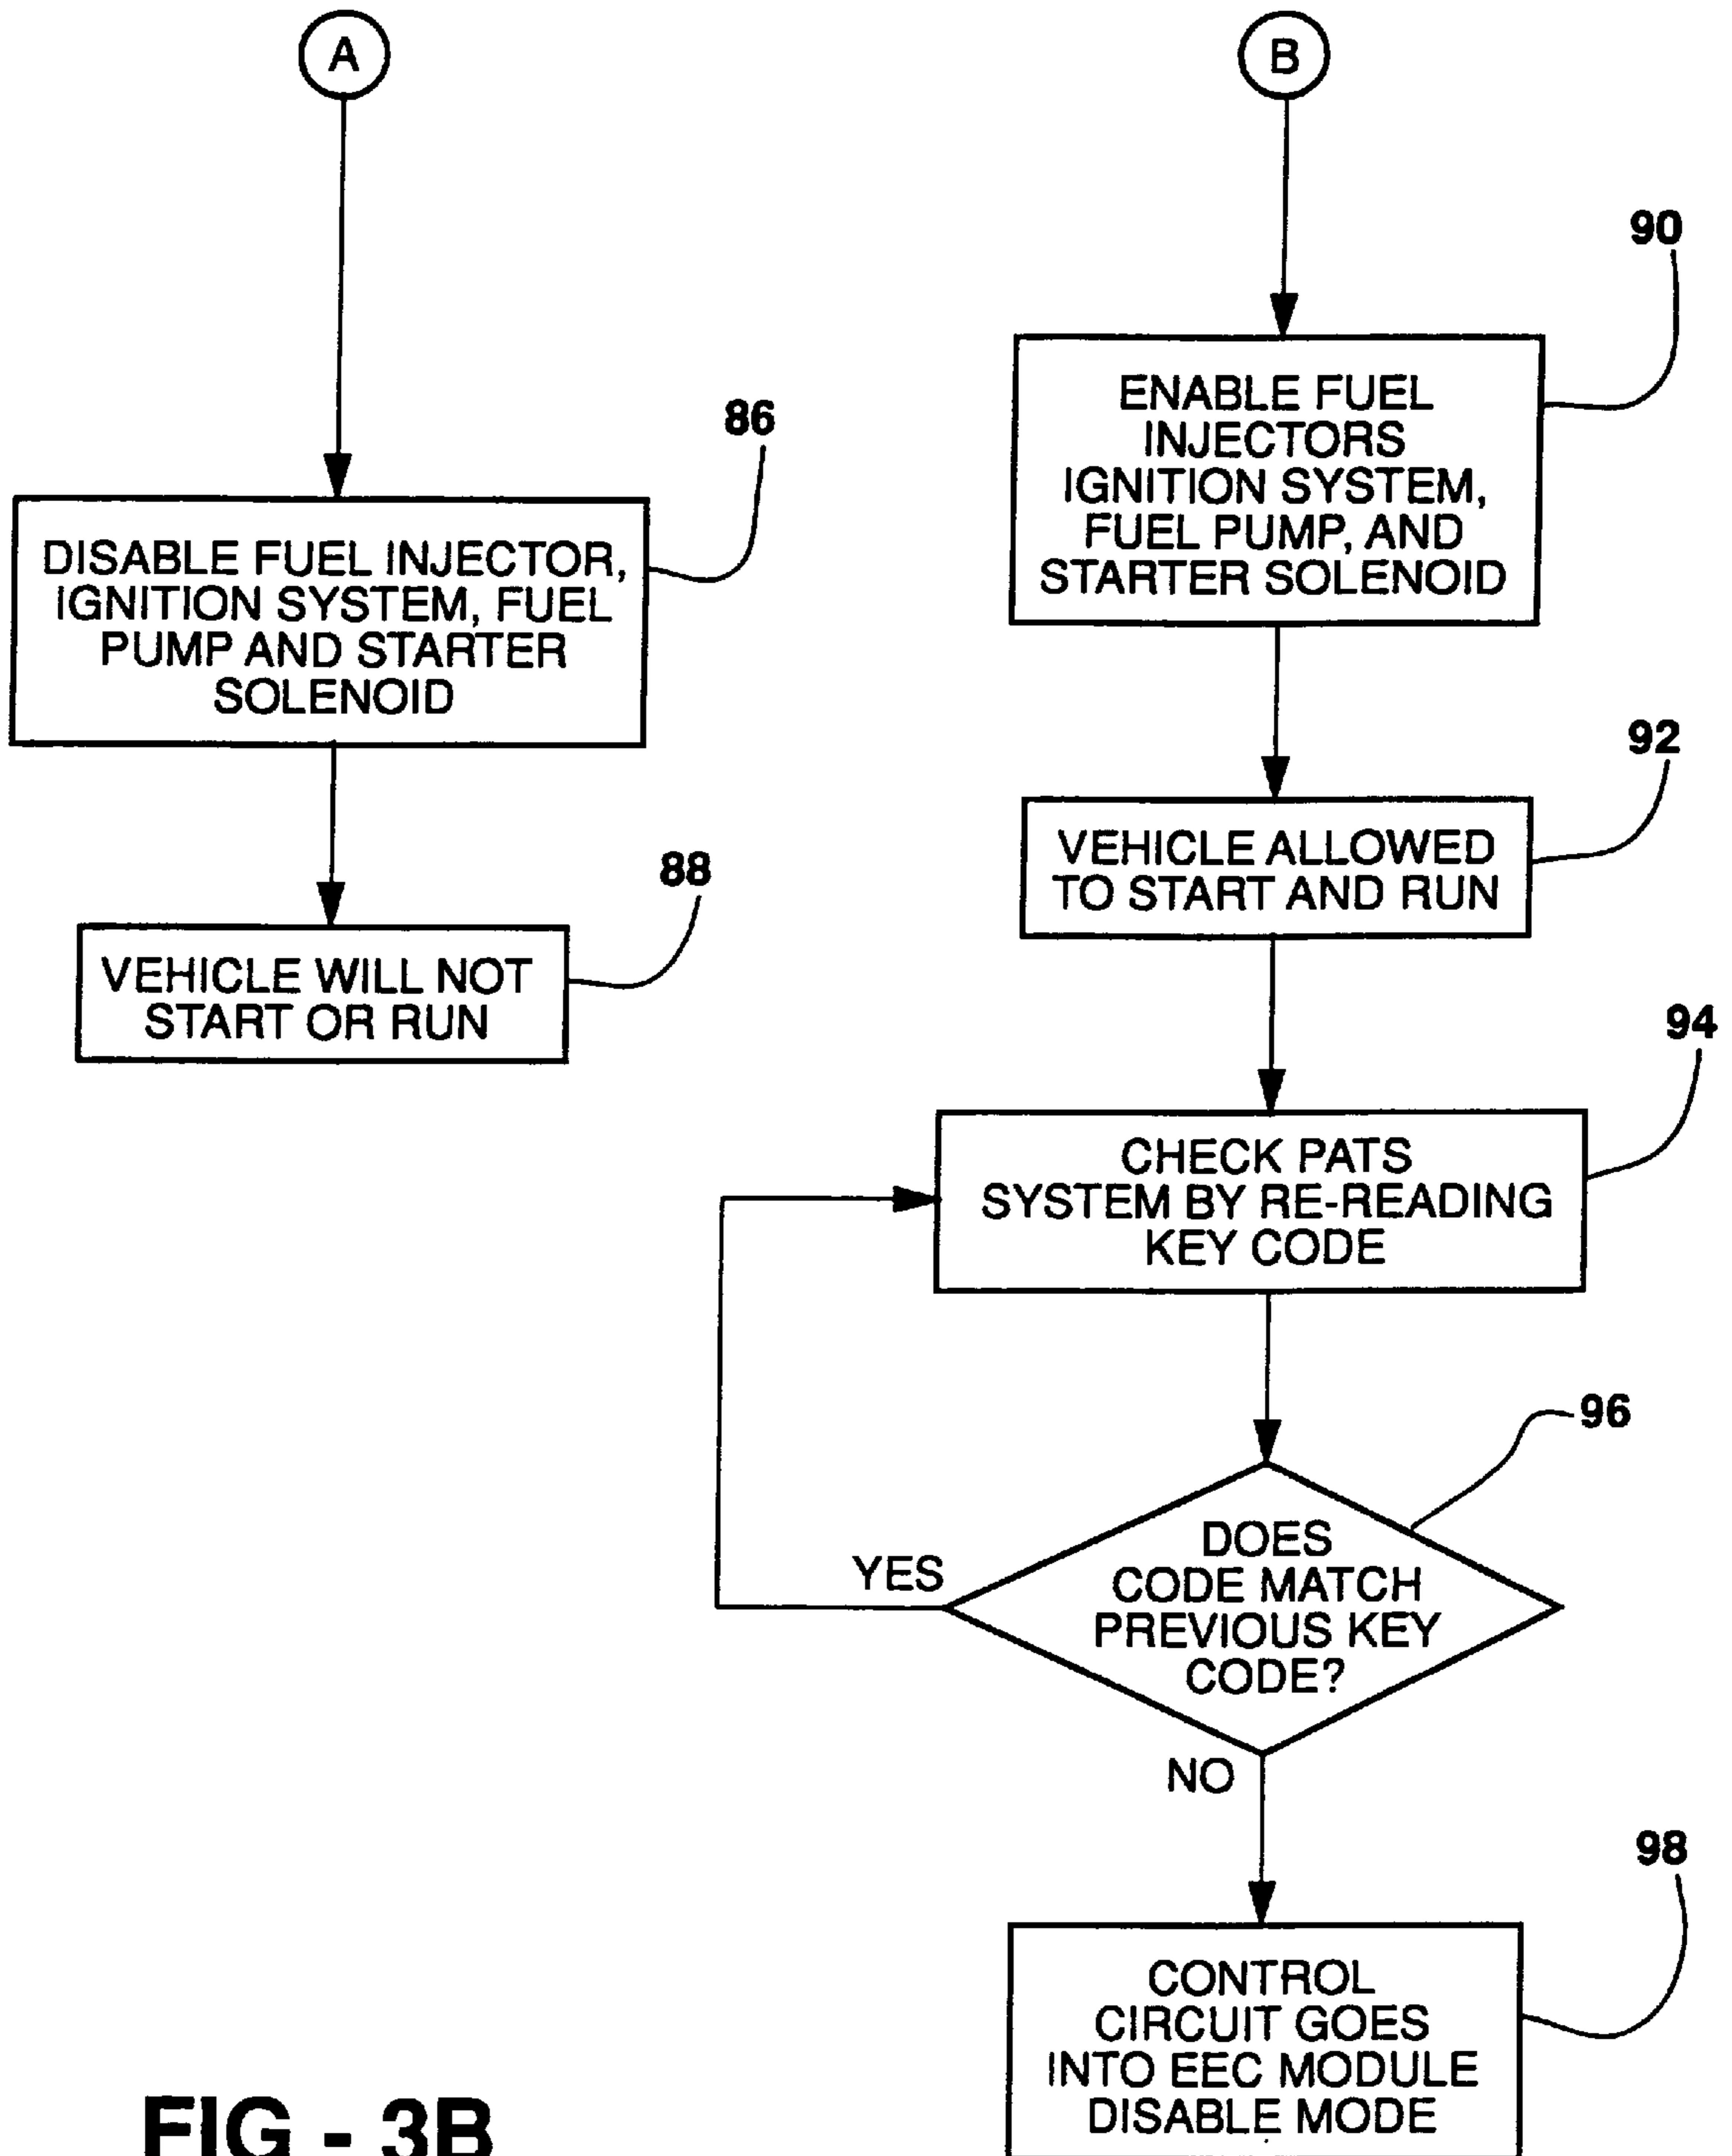 A
B
90
ENABLE FUEL
INJECTORS
IGNITION SYSTEM,
FUEL PUMP, AND
STARTER SOLENOID
86
DISABLE FUEL INJECTOR,
IGNITION SYSTEM, FUEL
PUMP AND STARTER
SOLENOID
92
VEHICLE ALLOWED
TO START AND RUN
88
VEHICLE WILL NOT
START OR RUN
94
CHECK PATS
SYSTEM BY RE-READING
KEY CODE
96
DOES
CODE MATCH
PREVIOUS KEY
CODE?
YES
NO
98
CONTROL
CIRCUIT GOES
INTO EEC MODULE
DISABLE MODE
FIG - 3B